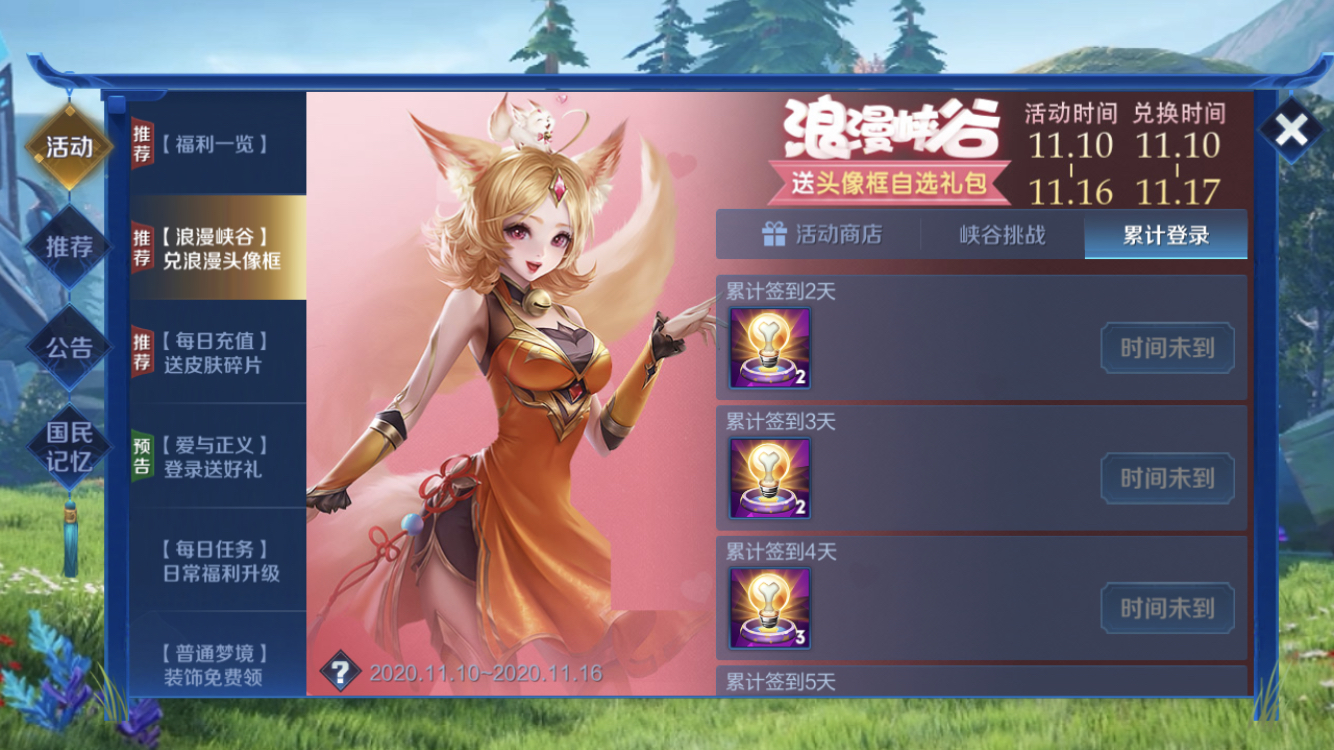 活动
推荐
公告
国民
记忆
推荐
【福利一览】
推荐
【浪漫峡谷】
兑浪漫头像框
推荐
【每日充值】
送皮肤碎片
预告
【爱与正义】
登录送好礼
【每日任务】
日常福利升级
【普通梦境】
装饰免费领
浪漫峡谷
送头像框自选礼包
活动时间 兑换时间
11.10 11.10
11.16 11.17
活动商店 峡谷挑战 累计登录
累计签到2天
2
时间未到
累计签到3天
2
时间未到
累计签到4天
3
时间未到
累计签到5天
? 2020.11.10~2020.11.16